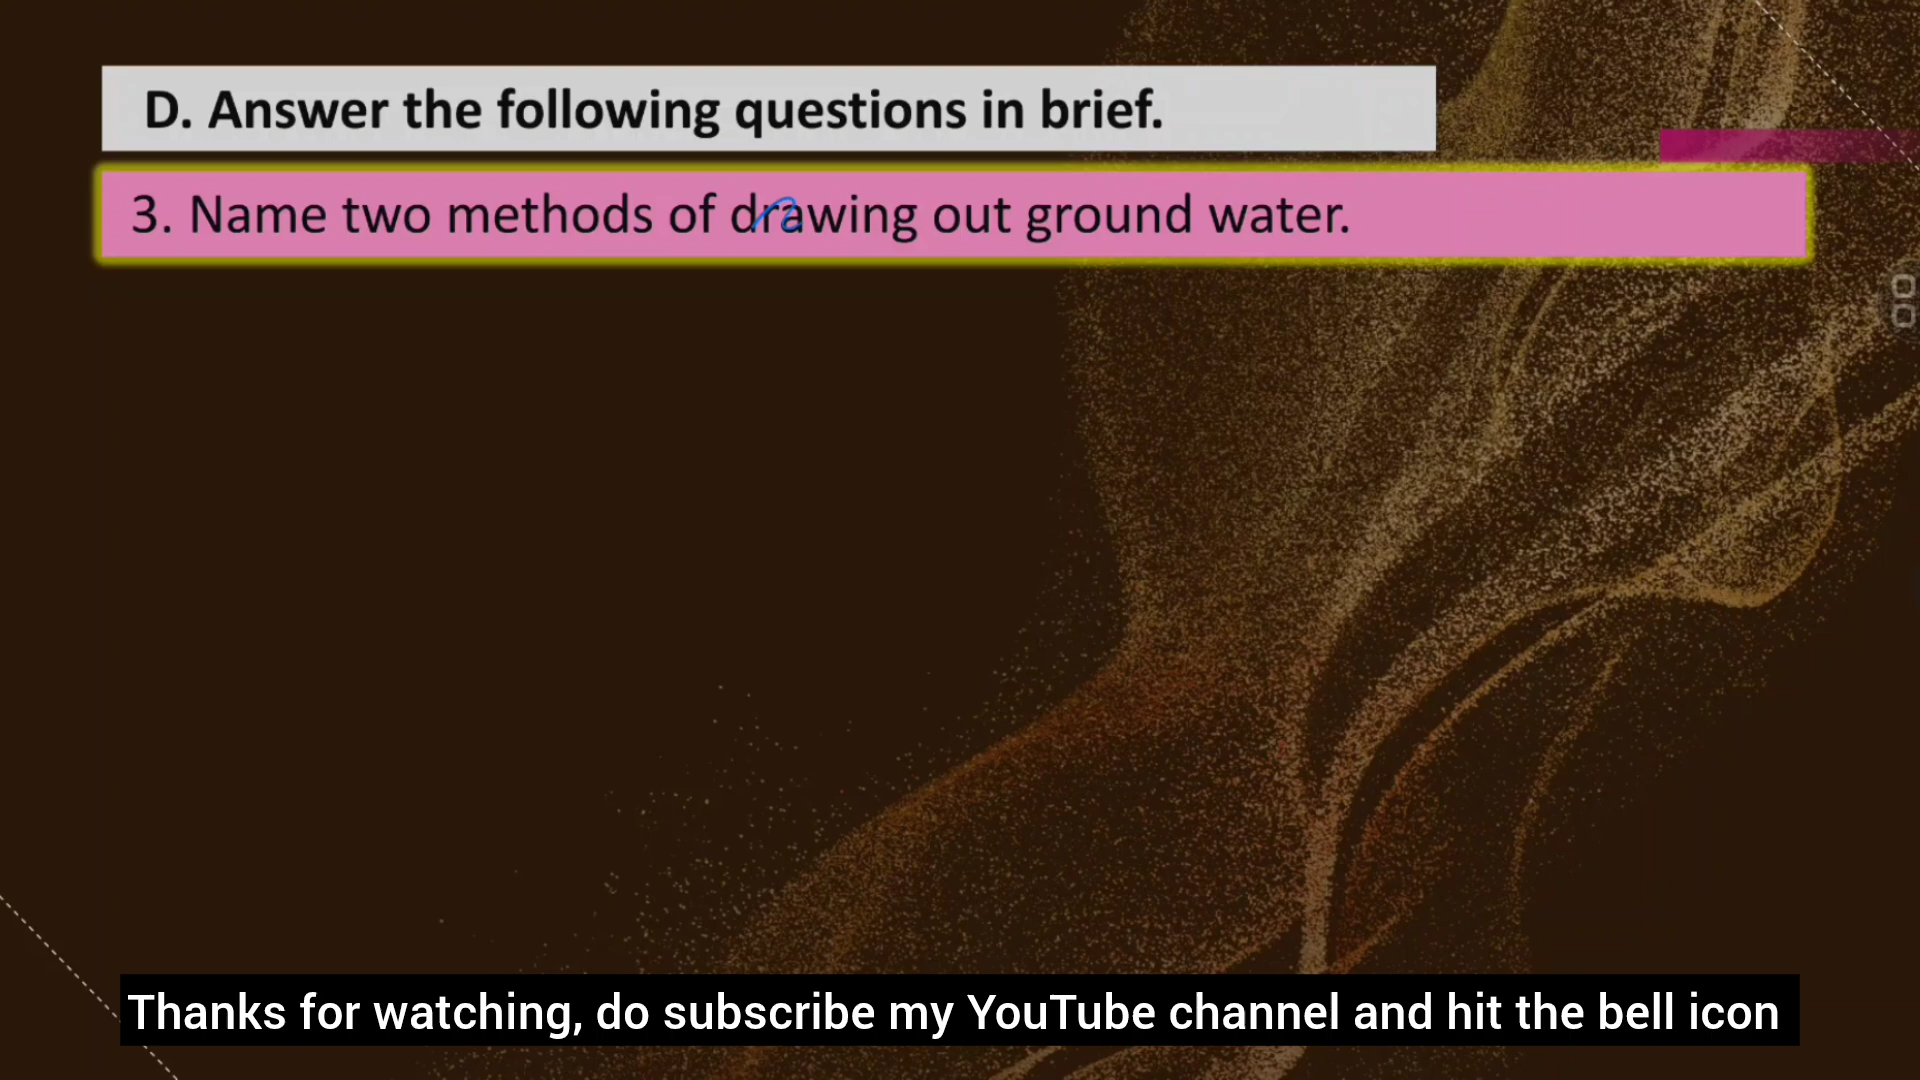 D. Answer the following questions in brief.
3. Name two methods of drawing out ground water.
Thanks for watching, do subscribe my YouTube channel and hit the bell icon